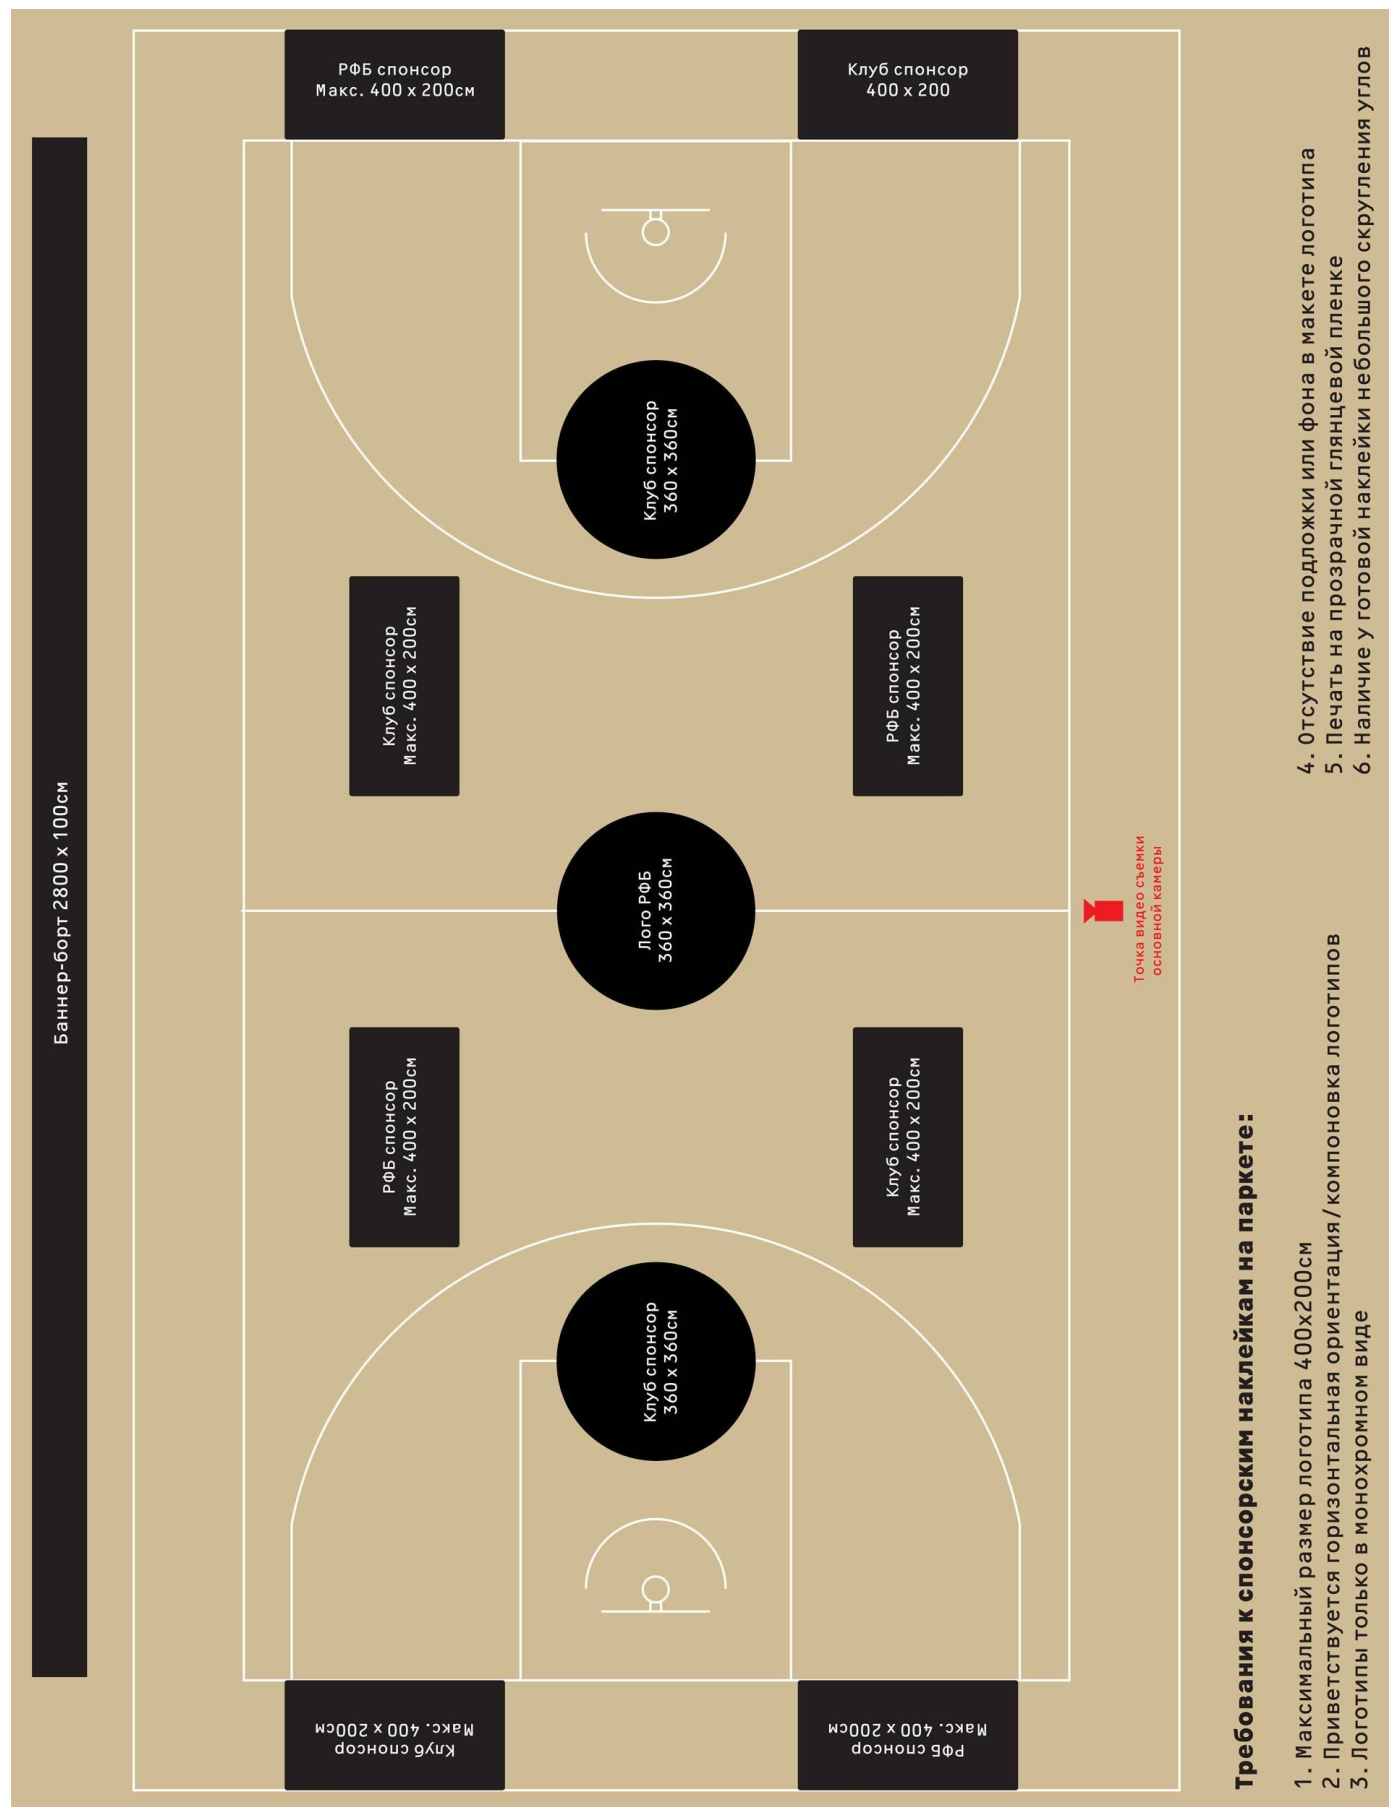 Баннер-борт 2800 x 100см
РФБ спонсор
Макс. 400 x 200см
Клуб спонсор
400 x 200
Клуб спонсор
360 x 360см
Клуб спонсор
Макс. 400 x 200см
РФБ спонсор
Макс. 400 x 200см
Лого РФБ
360 x 360см
Точка видео съемки
основной камеры
РФБ спонсор
Макс. 400 x 200см
Клуб спонсор
Макс. 400 x 200см
Клуб спонсор
360 x 360см
Клуб спонсор
Макс. 400 x 200см
РФБ спонсор
Макс. 400 x 200см
Требования к спонсорским наклейкам на паркете:
1. Максимальный размер логотипа 400x200см
2. Приветствуется горизонтальная ориентация/компоновка логотипов
3. Логотипы только в монохромном виде
4. Отсутствие подложки или фона в макете логотипа
5. Печать на прозрачной глянцевой пленке
6. Наличие у готовой наклейки небольшого скругления углов